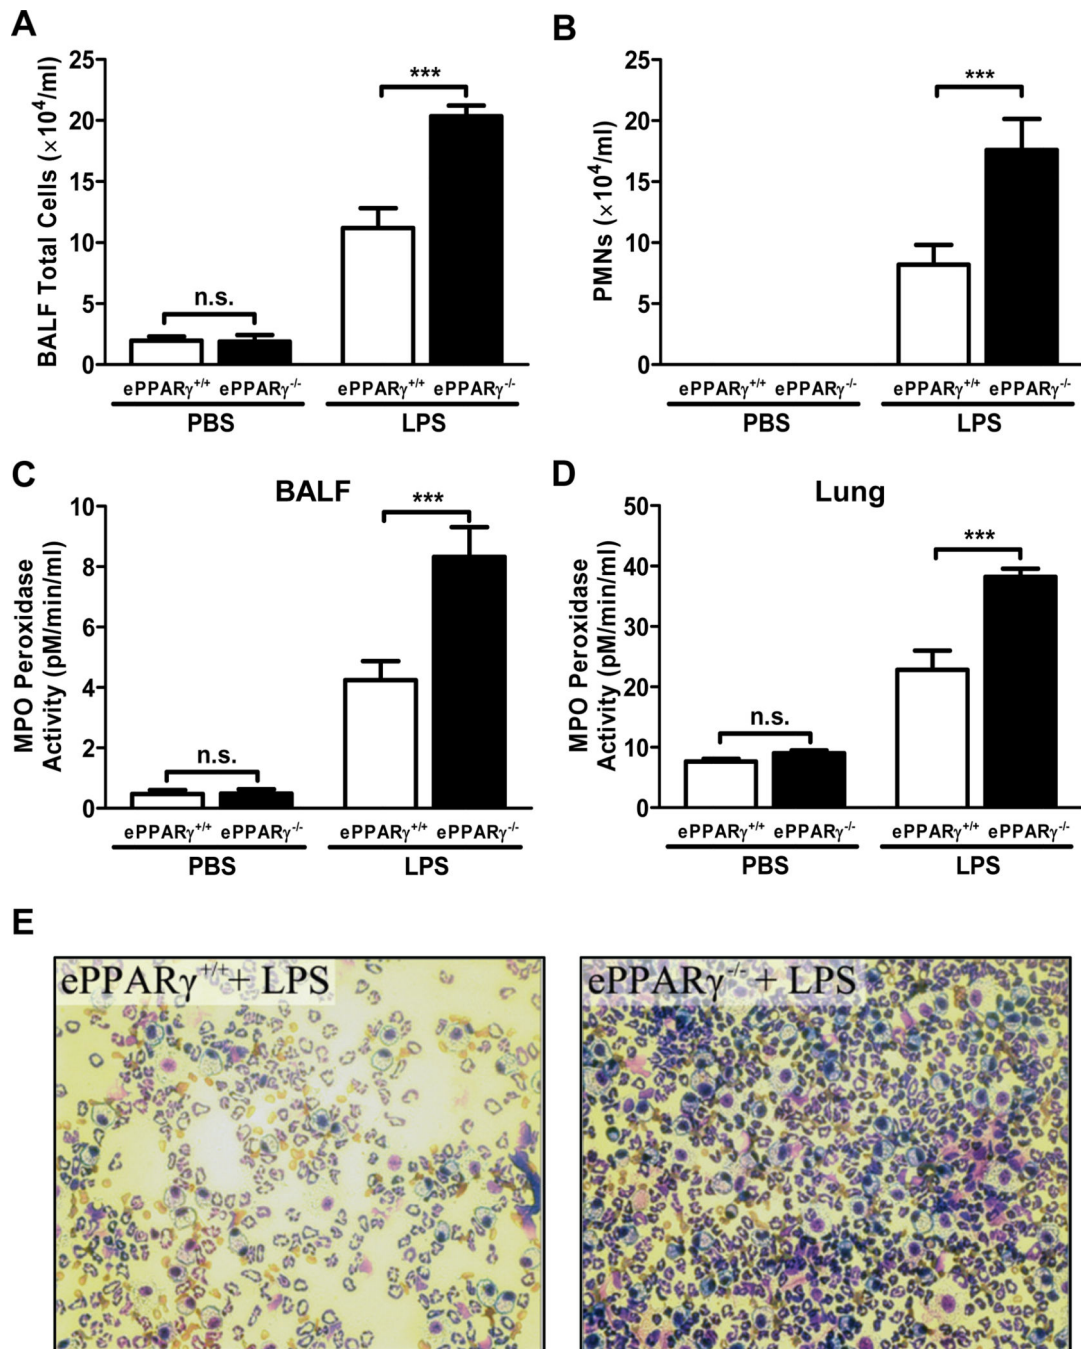 A
BALF Total Cells (×10⁴/ml)
25
20
15
10
5
0
n.s.
***
ePPARγ+/+ ePPARγ-/- ePPARγ+/+ ePPARγ-/-
PBS LPS
B
PMNs (×10⁴/ml)
25
20
15
10
5
0
***
ePPARγ+/+ ePPARγ-/- ePPARγ+/+ ePPARγ-/-
PBS LPS
C
BALF
MPO Peroxidase
Activity (pM/min/ml)
10
8
6
4
2
0
n.s.
***
ePPARγ+/+ ePPARγ-/- ePPARγ+/+ ePPARγ-/-
PBS LPS
D
Lung
MPO Peroxidase
Activity (pM/min/ml)
50
40
30
20
10
0
n.s.
***
ePPARγ+/+ ePPARγ-/- ePPARγ+/+ ePPARγ-/-
PBS LPS
E
ePPARγ+/+ + LPS
ePPARγ-/- + LPS